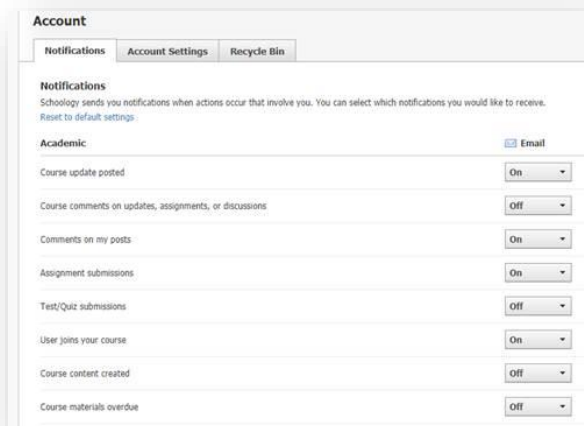 Account
Notifications Account Settings Recycle Bin
Notifications
Schoology sends you notifications when actions occur that involve you. You can select which notifications you would like to receive.
Reset to default settings
Academic Email
Course update posted On
Course comments on updates, assignments, or discussions Off
Comments on my posts On
Assignment submissions On
Test/Quiz submissions Off
User joins your course On
Course content created Off
Course materials overdue Off